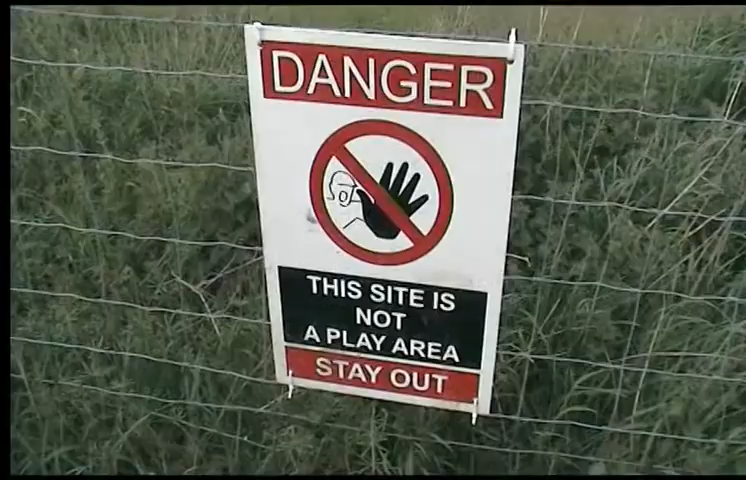 DANGER
THIS SITE IS
NOT
A PLAY AREA
STAY OUT